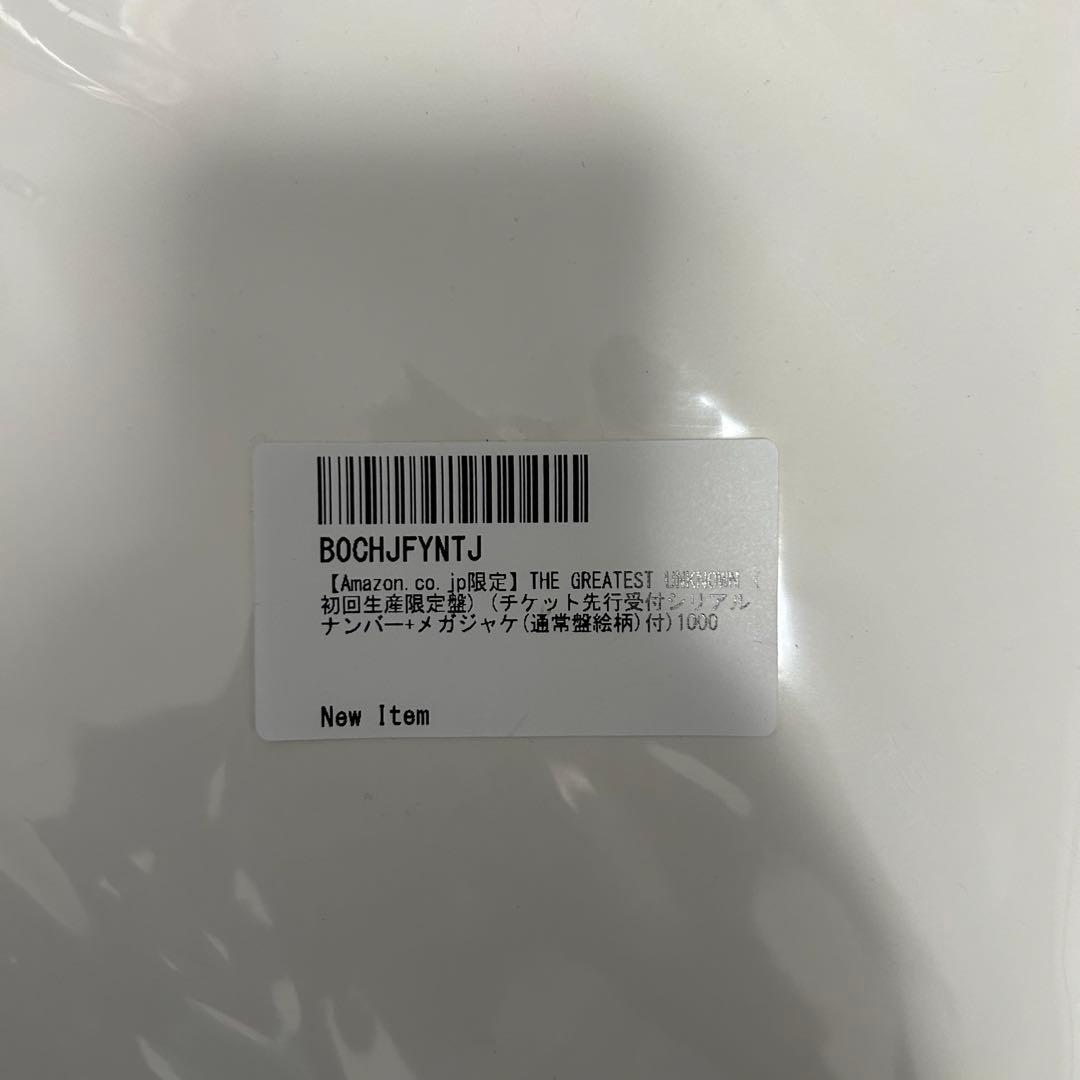 B0CHJFYNTJ
【Amazon.co.jp限定】THE GREATEST UNKNOWN (
初回生産限定盤) (チケット先行受付シリアル
ナンバー+メガジャケ(通常盤絵柄)付)1000
New Item